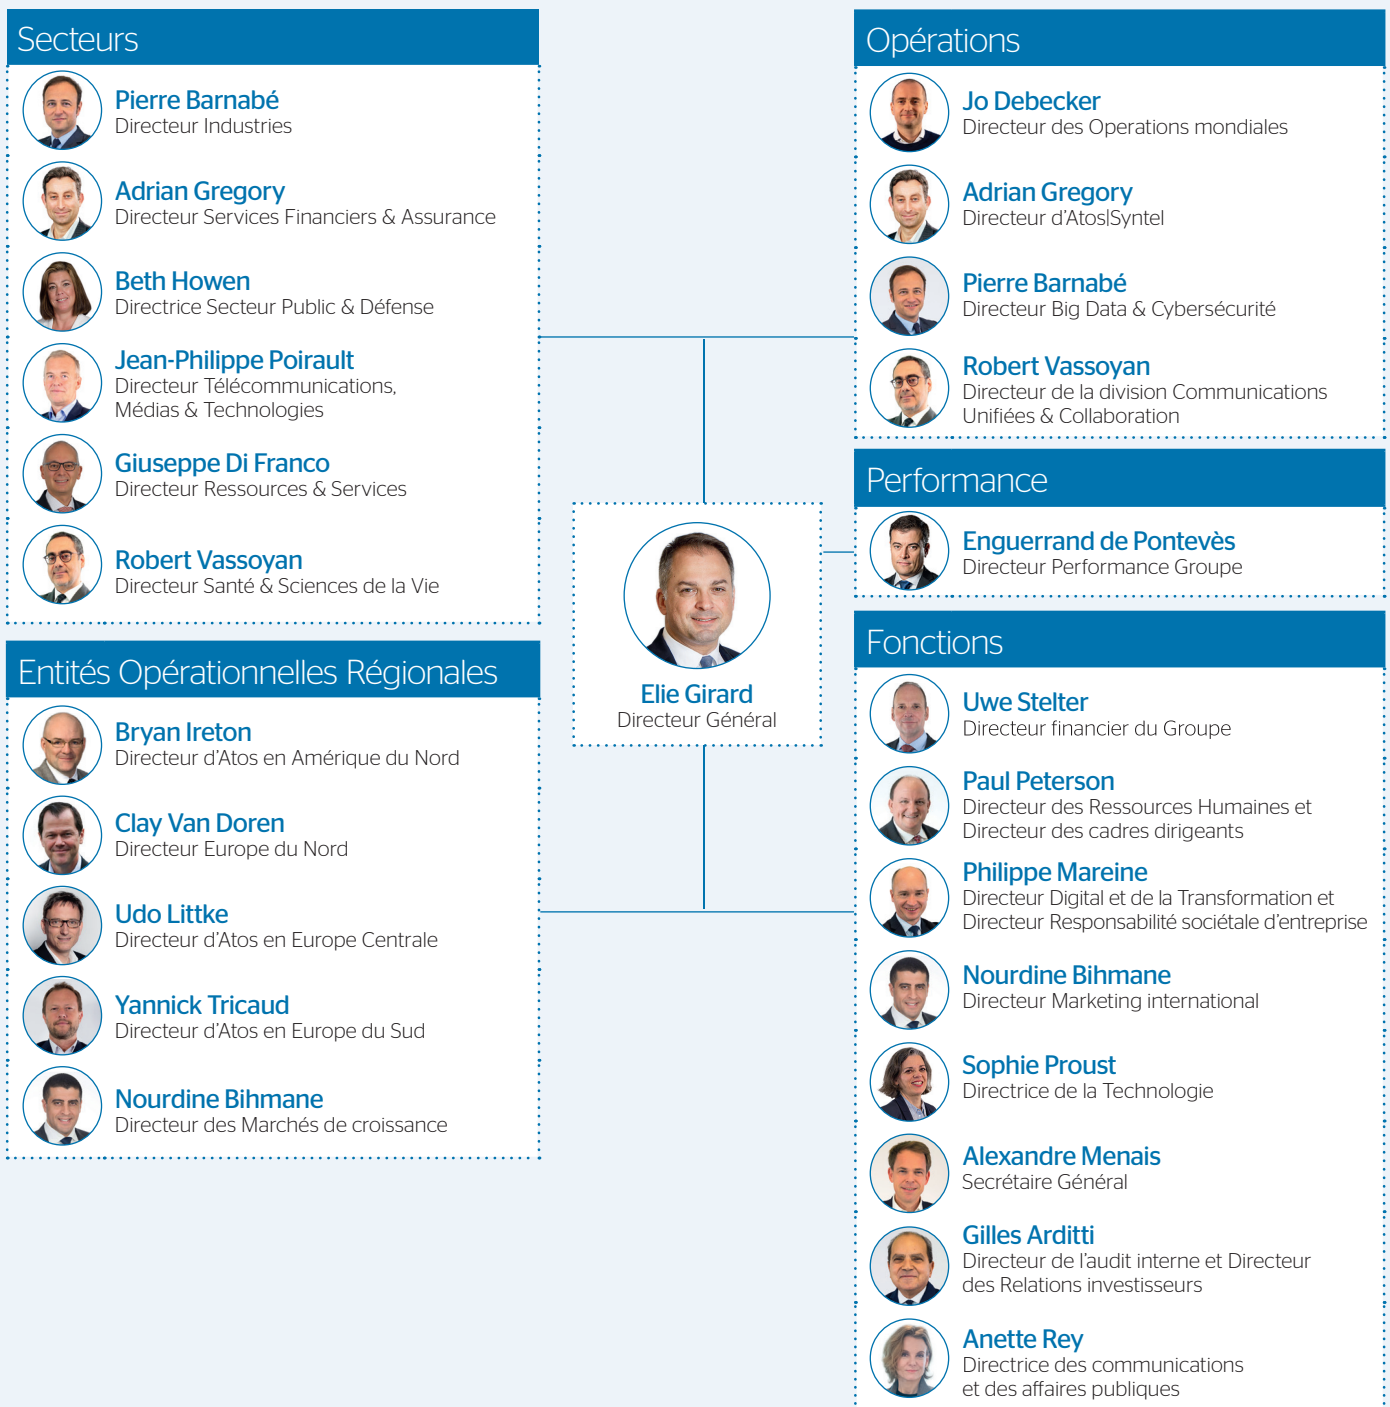 Secteurs
Pierre Barnabé
Directeur Industries
Adrian Gregory
Directeur Services Financiers & Assurance
Beth Howen
Directrice Secteur Public & Défense
Jean-Philippe Poirault
Directeur Télécommunications,
Médias & Technologies
Giuseppe Di Franco
Directeur Ressources & Services
Robert Vassoyan
Directeur Santé & Sciences de la Vie
Entités Opérationnelles Régionales
Bryan Ireton
Directeur d’Atos en Amérique du Nord
Clay Van Doren
Directeur Europe du Nord
Udo Littke
Directeur d’Atos en Europe Centrale
Yannick Tricaud
Directeur d’Atos en Europe du Sud
Nourdine Bihmane
Directeur des Marchés de croissance
Elie Girard
Directeur Général
Opérations
Jo Debecker
Directeur des Operations mondiales
Adrian Gregory
Directeur d’Atos|Syntel
Pierre Barnabé
Directeur Big Data & Cybersécurité
Robert Vassoyan
Directeur de la division Communications
Unifiées & Collaboration
Performance
Enguerrand de Pontevès
Directeur Performance Groupe
Fonctions
Uwe Stelter
Directeur financier du Groupe
Paul Peterson
Directeur des Ressources Humaines et
Directeur des cadres dirigeants
Philippe Mareine
Directeur Digital et de la Transformation et
Directeur Responsabilité sociétale d’entreprise
Nourdine Bihmane
Directeur Marketing international
Sophie Proust
Directrice de la Technologie
Alexandre Menais
Secrétaire Général
Gilles Arditti
Directeur de l’audit interne et Directeur
des Relations investisseurs
Anette Rey
Directrice des communications
et des affaires publiques